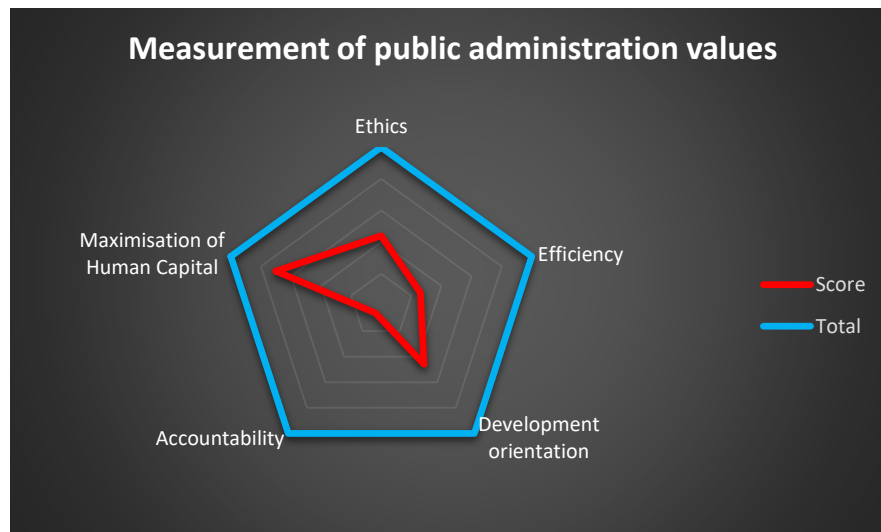 Measurement of public administration values
Ethics
Maximisation of
Human Capital
Efficiency
Score
Total
Accountability
Development
orientation